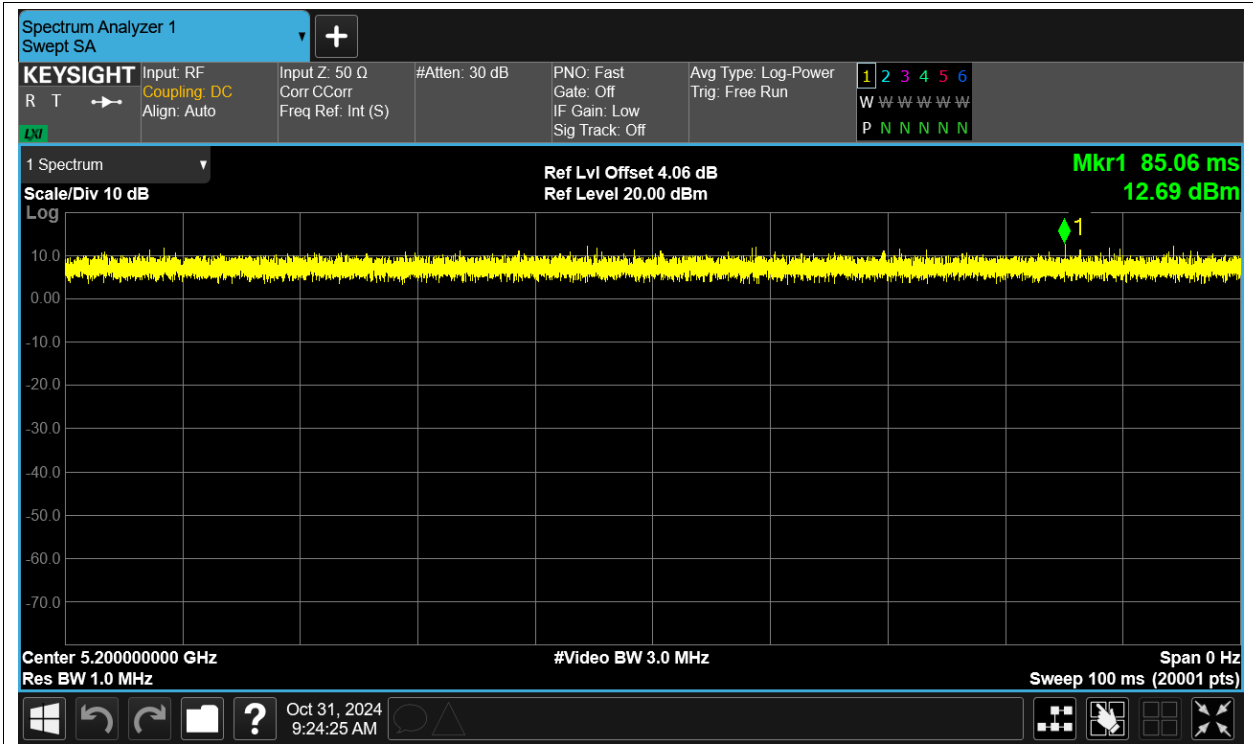 Spectrum Analyzer 1
Swept SA
KEYSIGHT
R T
LXI
Input: RF
Coupling: DC
Align: Auto
Input Z: 50 Ω
Corr CCorr
Freq Ref: Int (S)
#Atten: 30 dB
PNO: Fast
Gate: Off
IF Gain: Low
Sig Track: Off
Avg Type: Log-Power
Trig: Free Run
1 2 3 4 5 6
W W W W W W
P N N N N N
1 Spectrum
Scale/Div 10 dB
Log
Ref Lvl Offset 4.06 dB
Ref Level 20.00 dBm
Mkr1 85.06 ms
12.69 dBm
1
10.0
0.00
-10.0
-20.0
-30.0
-40.0
-50.0
-60.0
-70.0
Center 5.200000000 GHz
Res BW 1.0 MHz
#Video BW 3.0 MHz
Span 0 Hz
Sweep 100 ms (20001 pts)
?
Oct 31, 2024
9:24:25 AM